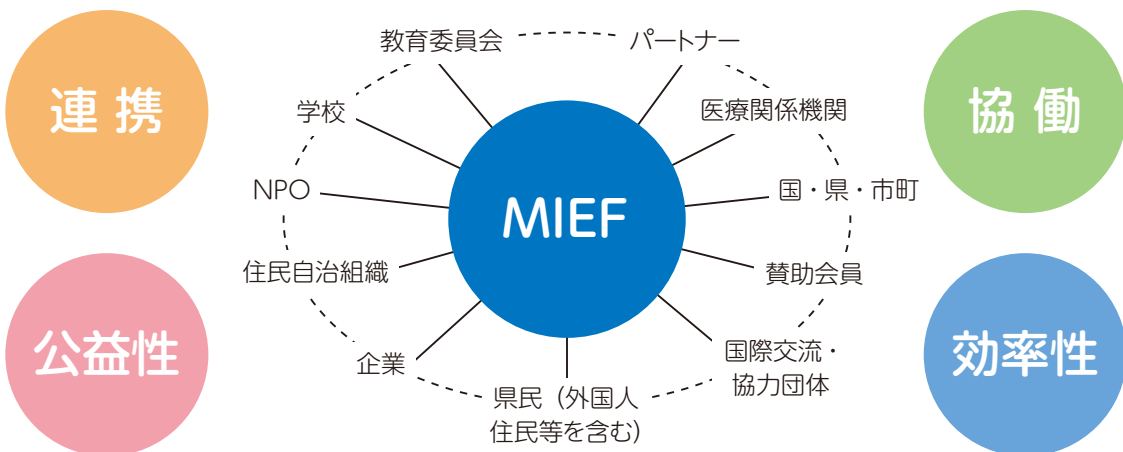 教育委員会
パートナー
連携
協働
学校
医療関係機関
NPO
MIEF
国・県・市町
住民自治組織
賛助会員
公益性
効率性
企業
国際交流・
協力団体
県民（外国人
住民等を含む）